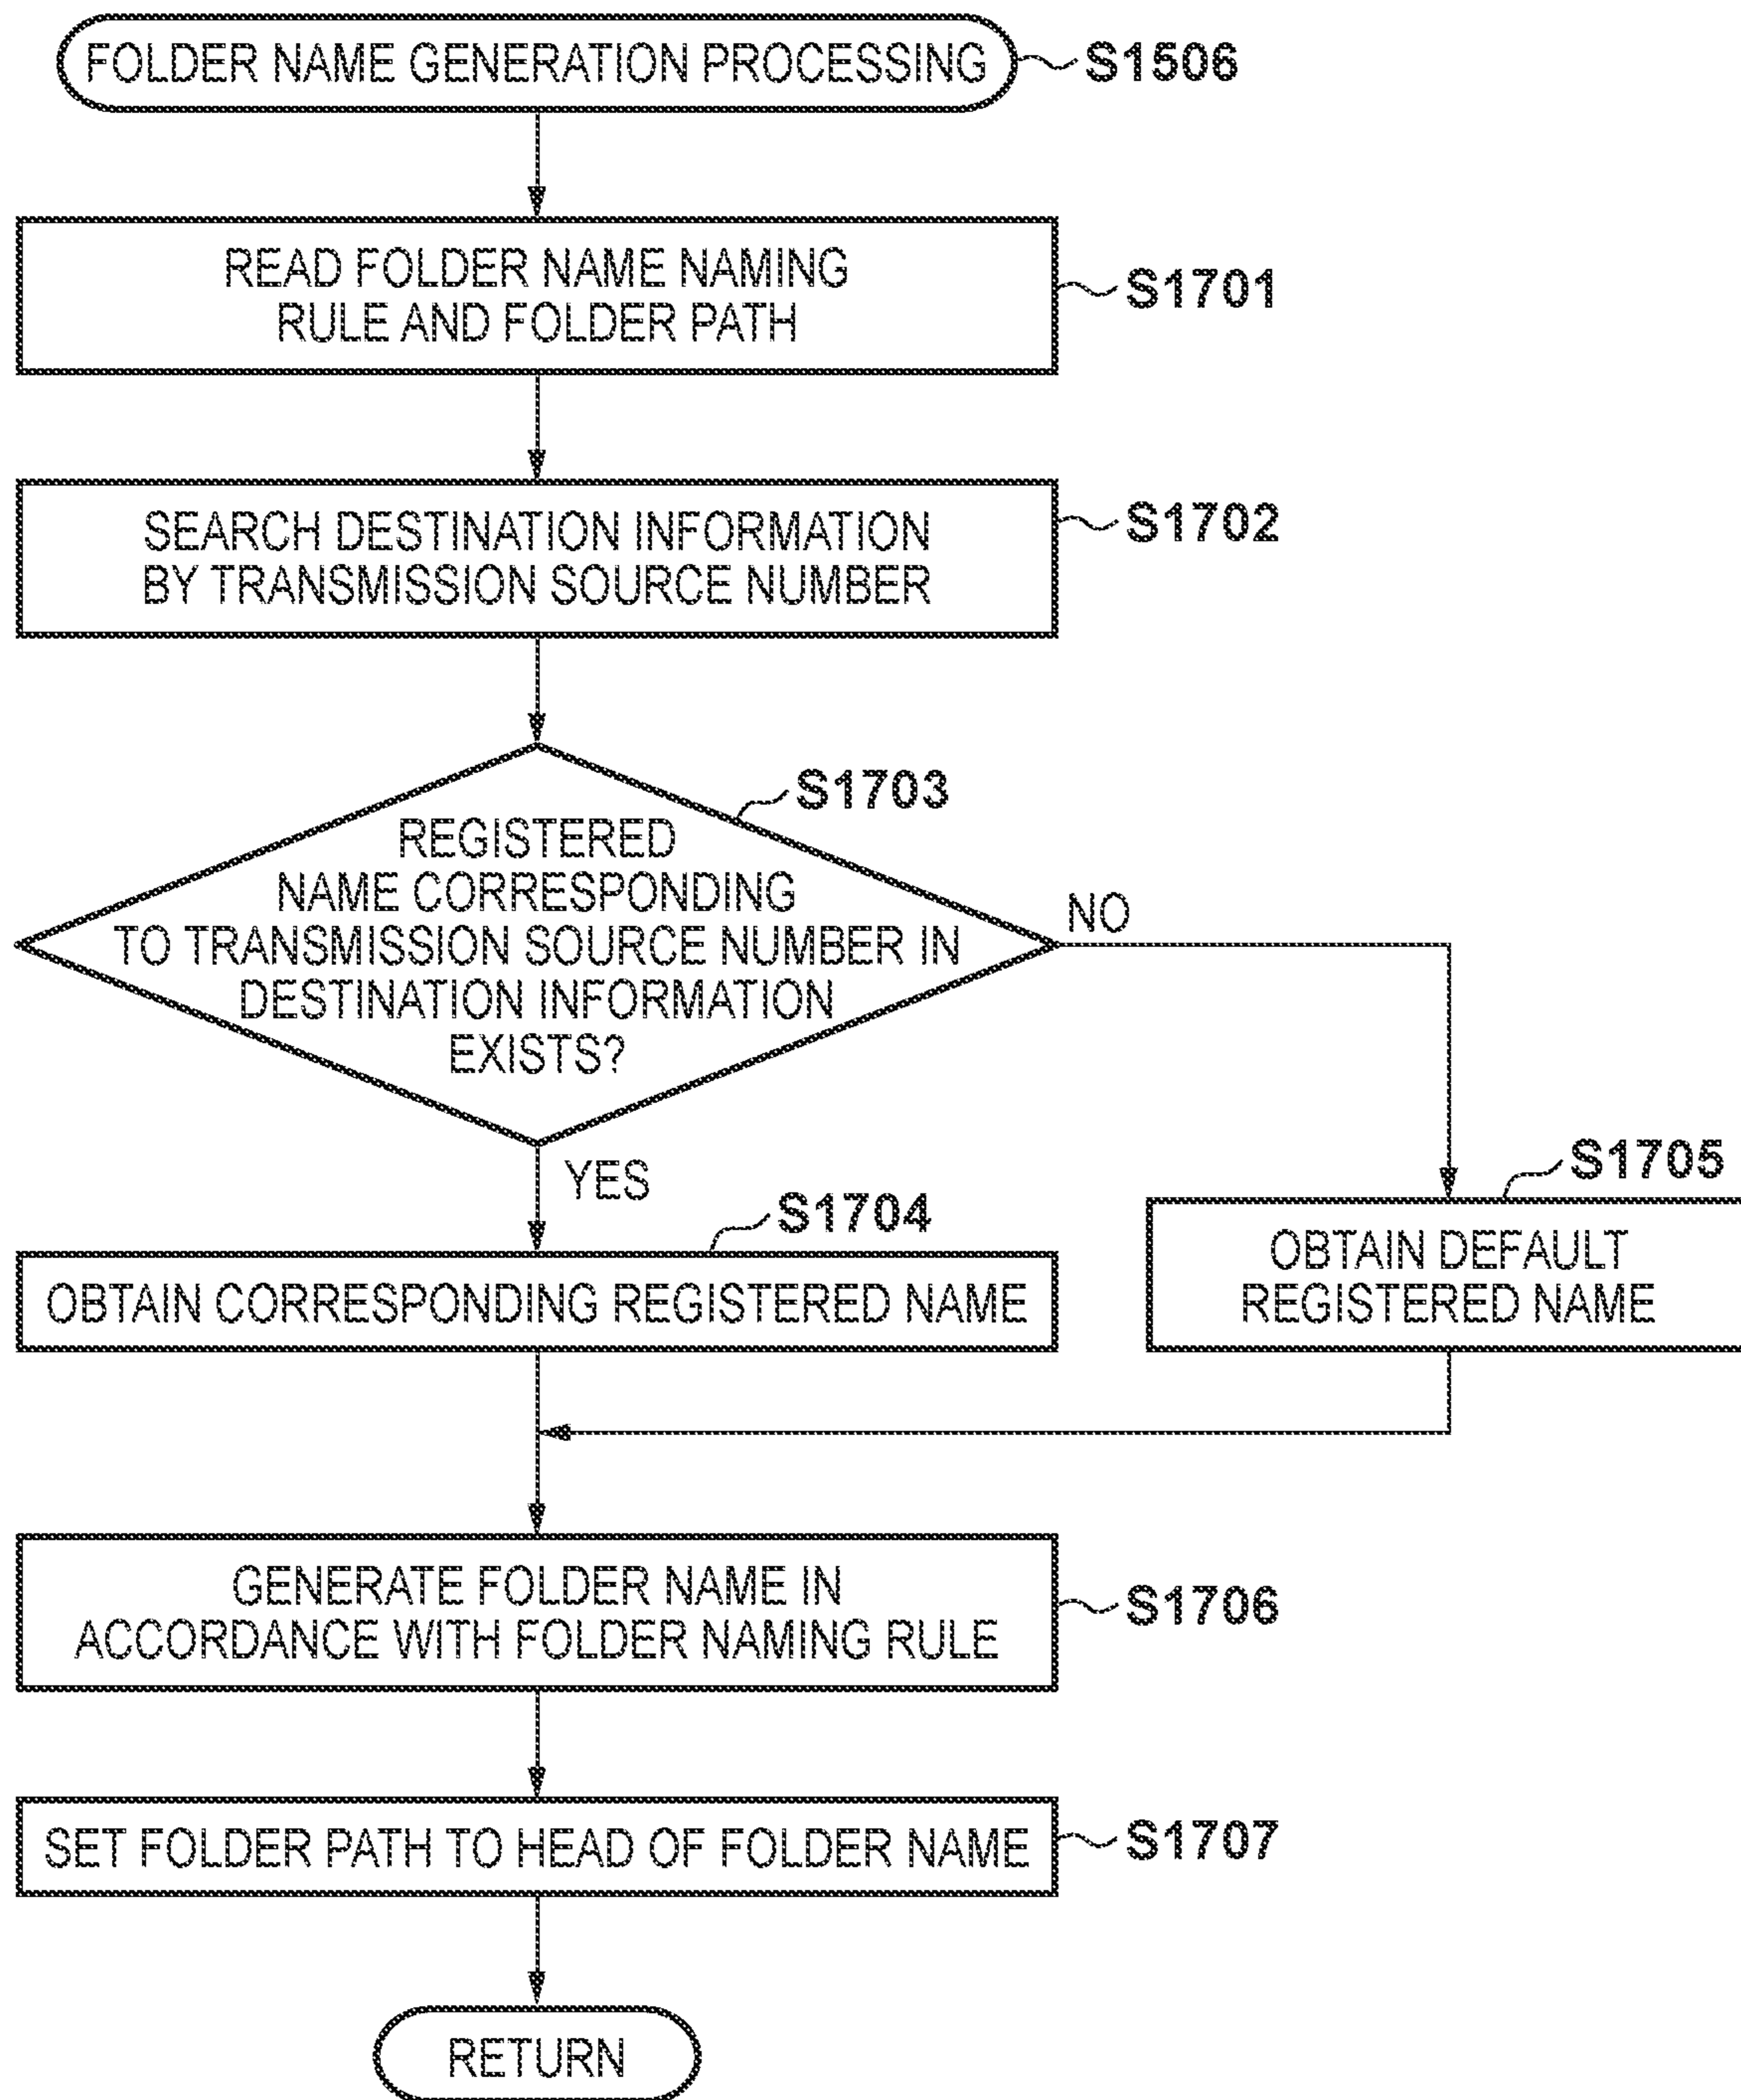 FOLDER NAME GENERATION PROCESSING
S1506
READ FOLDER NAME NAMING
RULE AND FOLDER PATH
S1701
SEARCH DESTINATION INFORMATION
BY TRANSMISSION SOURCE NUMBER
S1702
S1703
REGISTERED
NAME CORRESPONDING
TO TRANSMISSION SOURCE NUMBER IN
DESTINATION INFORMATION
EXISTS?
NO
YES
S1704
OBTAIN CORRESPONDING REGISTERED NAME
S1705
OBTAIN DEFAULT
REGISTERED NAME
GENERATE FOLDER NAME IN
ACCORDANCE WITH FOLDER NAMING RULE
S1706
SET FOLDER PATH TO HEAD OF FOLDER NAME
S1707
RETURN